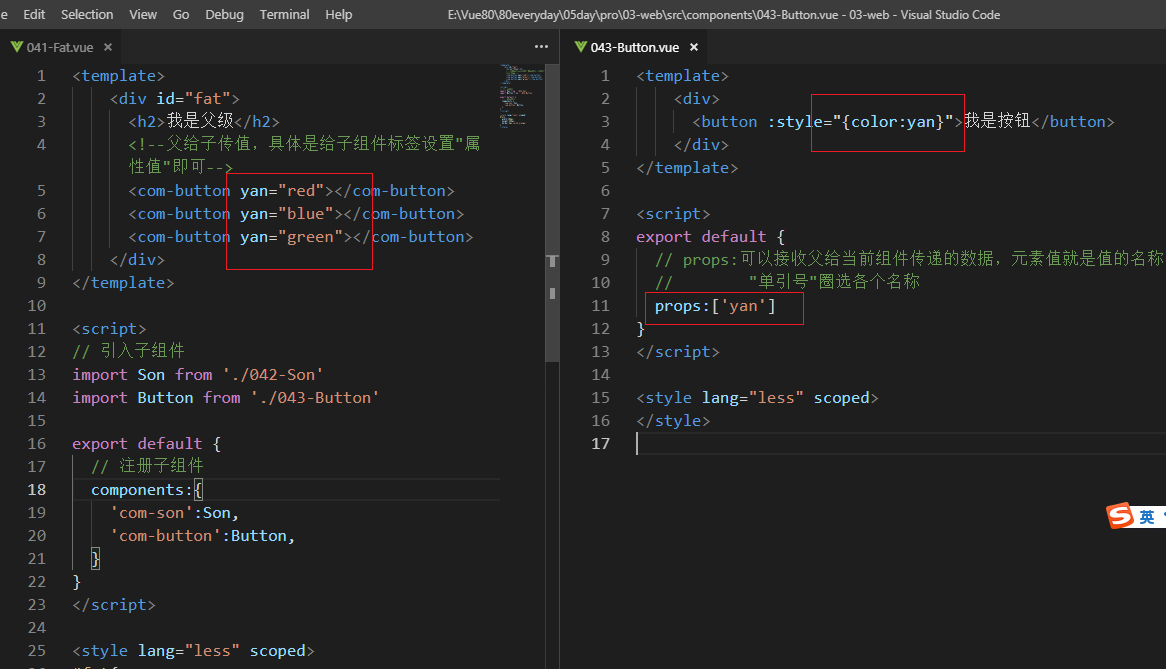 e Edit Selection View Go Debug Terminal Help E:\Vue80\80everyday\05day\pro\03-web\src\components\043-Button.vue - 03-web - Visual Studio Code
041-Fat.vue × ···
1 <template>
2 <div id="fat">
3 <h2>我是父级</h2>
4 <!--父给子传值，具体是给子组件标签设置"属
性值"即可-->
5 <com-button yan="red"></com-button>
6 <com-button yan="blue"></com-button>
7 <com-button yan="green"></com-button>
8 </div>
9 </template>
10
11 <script>
12 // 引入子组件
13 import Son from './042-Son'
14 import Button from './043-Button'
15
16 export default {
17 // 注册子组件
18 components:{
19 'com-son':Son,
20 'com-button':Button,
21 }
22 }
23 </script>
24
25 <style lang="less" scoped>
043-Button.vue ×
1 <template>
2 <div>
3 <button :style="{color:yan}">我是按钮</button>
4 </div>
5 </template>
6
7 <script>
8 export default {
9 // props:可以接收父给当前组件传递的数据，元素值就是值的名称
10 // "单引号"圈选各个名称
11 props:['yan']
12 }
13 </script>
14
15 <style lang="less" scoped>
16 </style>
17
S 英